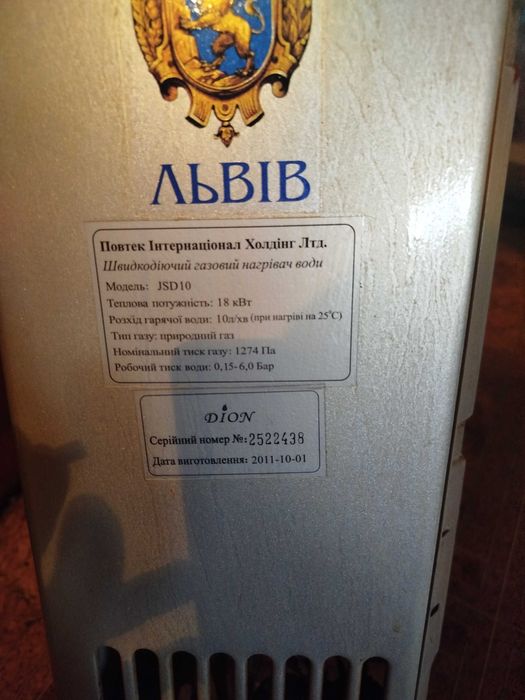 ЛЬВІВ
Повтек Інтернаціонал Холдінг Лтд.
Швидкодіючий газовий нагрівач води
Модель: JSD10
Теплова потужність: 18 кВт
Розхід гарячої води: 10л/хв (при нагріві на 25°С)
Тип газу: природний газ
Номінальний тиск газу: 1274 Па
Робочий тиск води: 0,15-6,0 Бар
DION
Серійний номер №: 2522438
Дата виготовлення: 2011-10-01